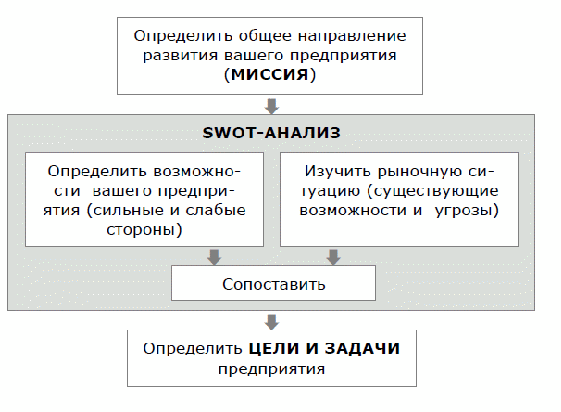 Определить общее направление
развития вашего предприятия
(МИССИЯ)
SWOT-АНАЛИЗ
Определить возможно-
сти вашего предпри-
ятия (сильные и слабые
стороны)
Изучить рыночную си-
туацию (существующие
возможности и угрозы)
Сопоставить
Определить ЦЕЛИ И ЗАДАЧИ
предприятия